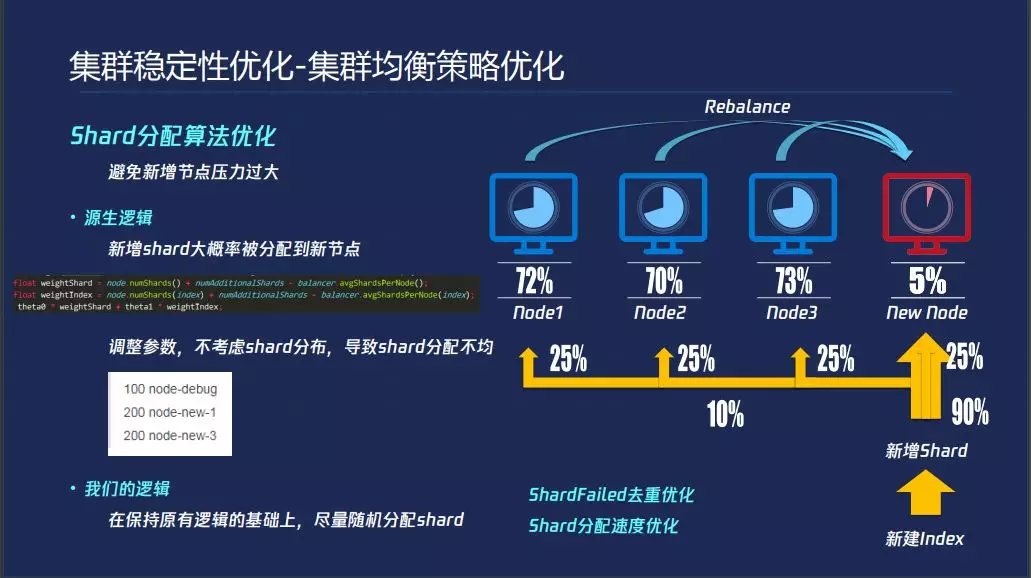 集群稳定性优化-集群均衡策略优化
Shard分配算法优化
避免新增节点压力过大
• 源生逻辑
新增shard大概率被分配到新节点
float weightShard = node.numShards() + numAdditionalShards - balancer.avgShardsPerNode();
float weightIndex = node.numShards(index) + numAdditionalShards - balancer.avgShardsPerNode(index);
theta0 * weightShard + theta1 * weightIndex;
调整参数，不考虑shard分布，导致shard分配不均
100 node-debug
200 node-new-1
200 node-new-3
• 我们的逻辑
在保持原有逻辑的基础上，尽量随机分配shard
Rebalance
72% 70% 73% 5%
Node1 Node2 Node3 New Node
25% 25% 25% 25%
10% 90%
新增Shard
ShardFailed去重优化
Shard分配速度优化
新建Index